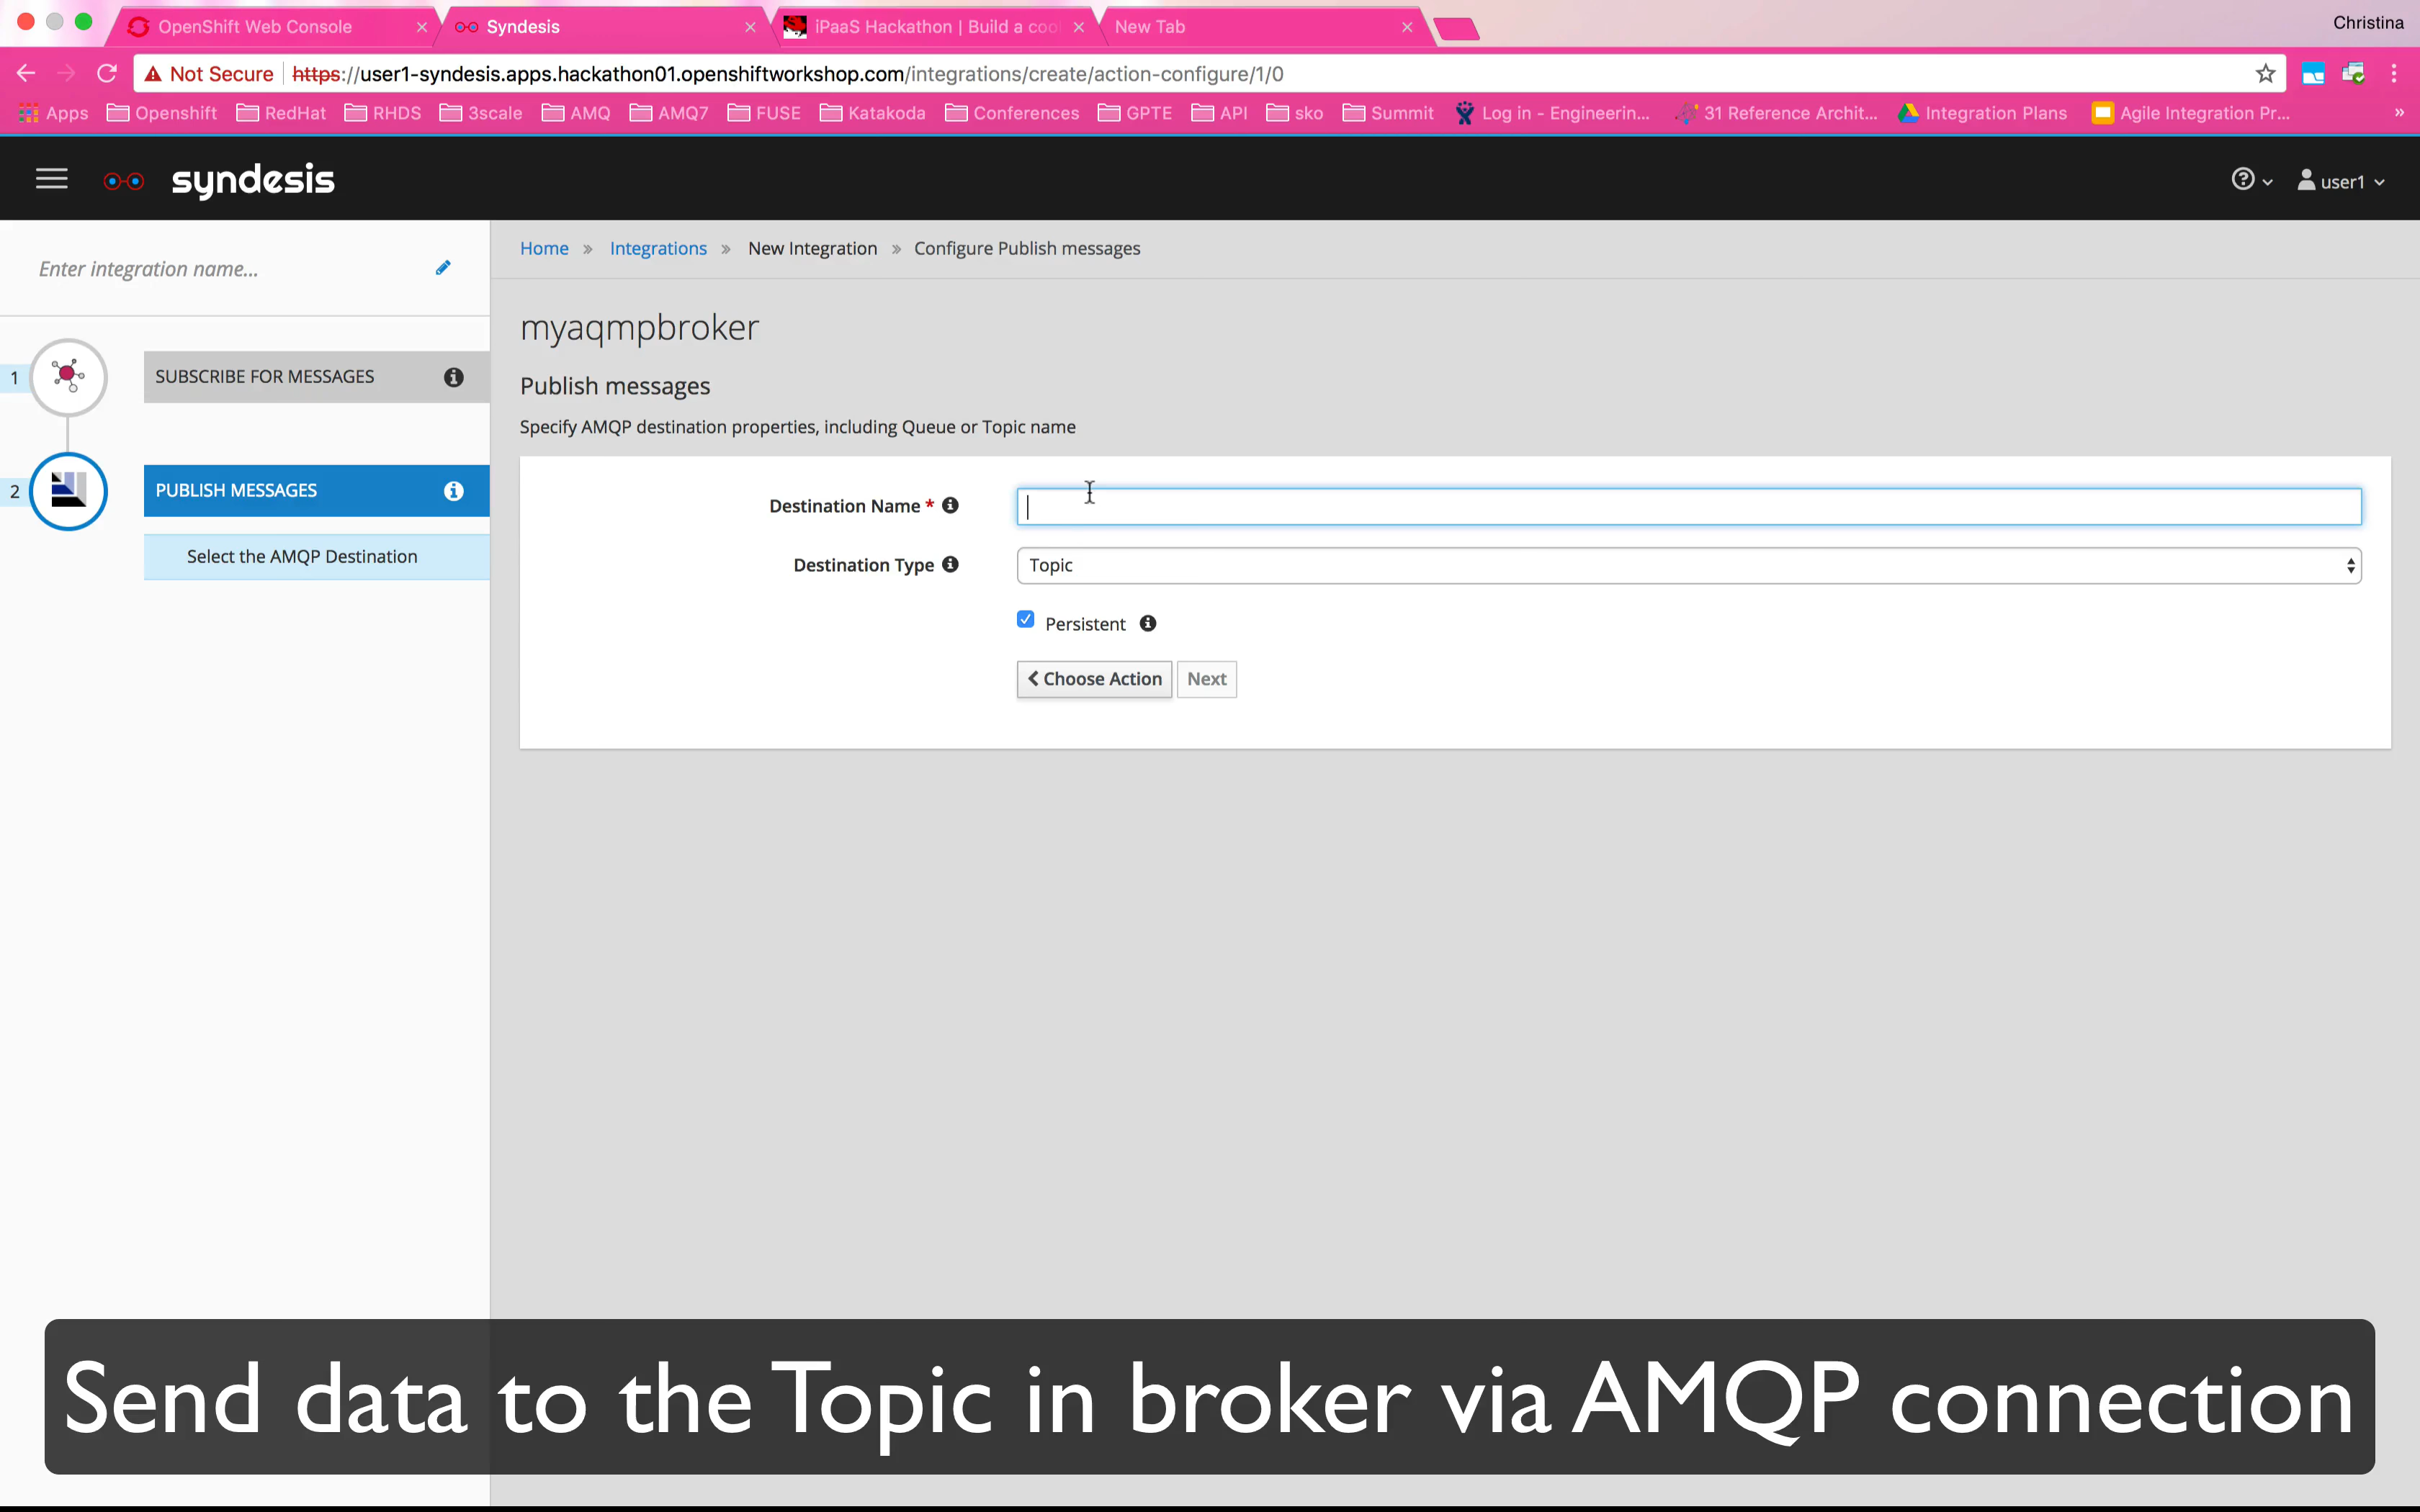 OpenShift Web Console
Syndesis
iPaaS Hackathon | Build a coo
New Tab
Christina
Not Secure
https://user1-syndesis.apps.hackathon01.openshiftworkshop.com/integrations/create/action-configure/1/0
Apps Openshift RedHat RHDS 3scale AMQ AMQ7 FUSE Katakoda Conferences GPTE API sko Summit Log in - Engineerin... 31 Reference Archit... Integration Plans Agile Integration Pr... »
syndesis
user1
Enter integration name...
Home » Integrations » New Integration » Configure Publish messages
myaqmpbroker
1 SUBSCRIBE FOR MESSAGES
Publish messages
Specify AMQP destination properties, including Queue or Topic name
2 PUBLISH MESSAGES
Destination Name *
Select the AMQP Destination
Destination Type Topic
Persistent
Choose Action Next
Send data to the Topic in broker via AMQP connection